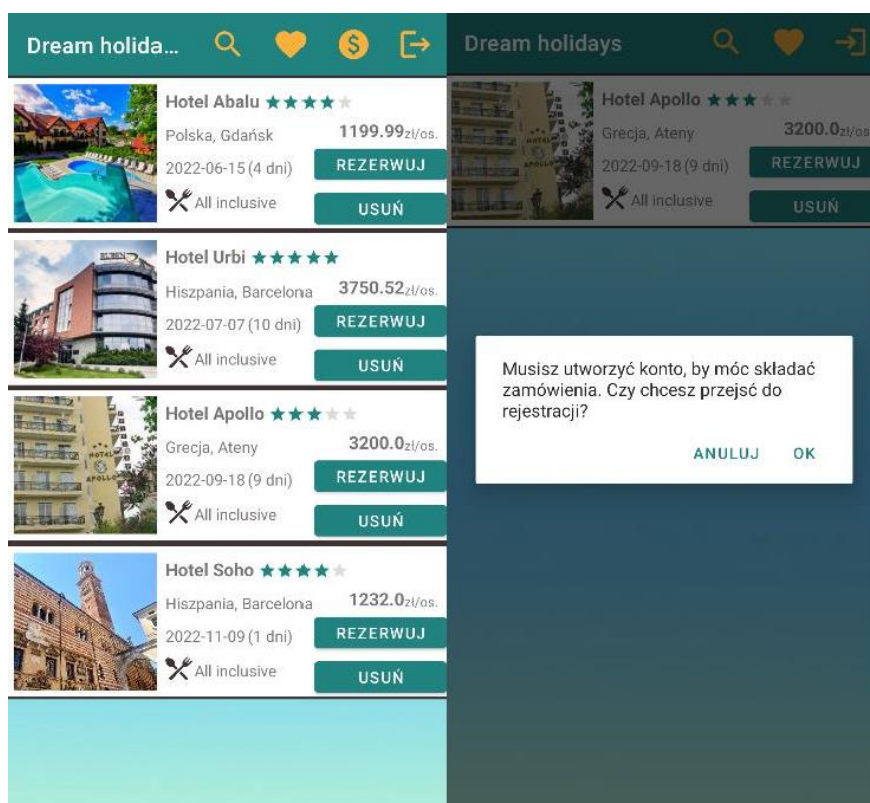 Dream holida...
Hotel Abalu
Polska, Gdańsk
1199.99zł/os.
2022-06-15 (4 dni)
REZERWUJ
All inclusive
USUŃ
RUBIN
Hotel Urbi
Hiszpania, Barcelona
3750.52zł/os.
2022-07-07 (10 dni)
REZERWUJ
All inclusive
USUŃ
HOTEL
APOLLO
Hotel Apollo
Grecja, Ateny
3200.0zł/os.
2022-09-18 (9 dni)
REZERWUJ
All inclusive
USUŃ
Hotel Soho
Hiszpania, Barcelona
1232.0zł/os.
2022-11-09 (1 dni)
REZERWUJ
All inclusive
USUŃ
Dream holidays
HOTEL
APOLLO
Hotel Apollo
Grecja, Ateny
3200.0zł/os
2022-09-18 (9 dni)
REZERWUJ
All inclusive
USUŃ
Musisz utworzyć konto, by móc składać
zamówienia. Czy chcesz przejść do
rejestracji?
ANULUJ OK